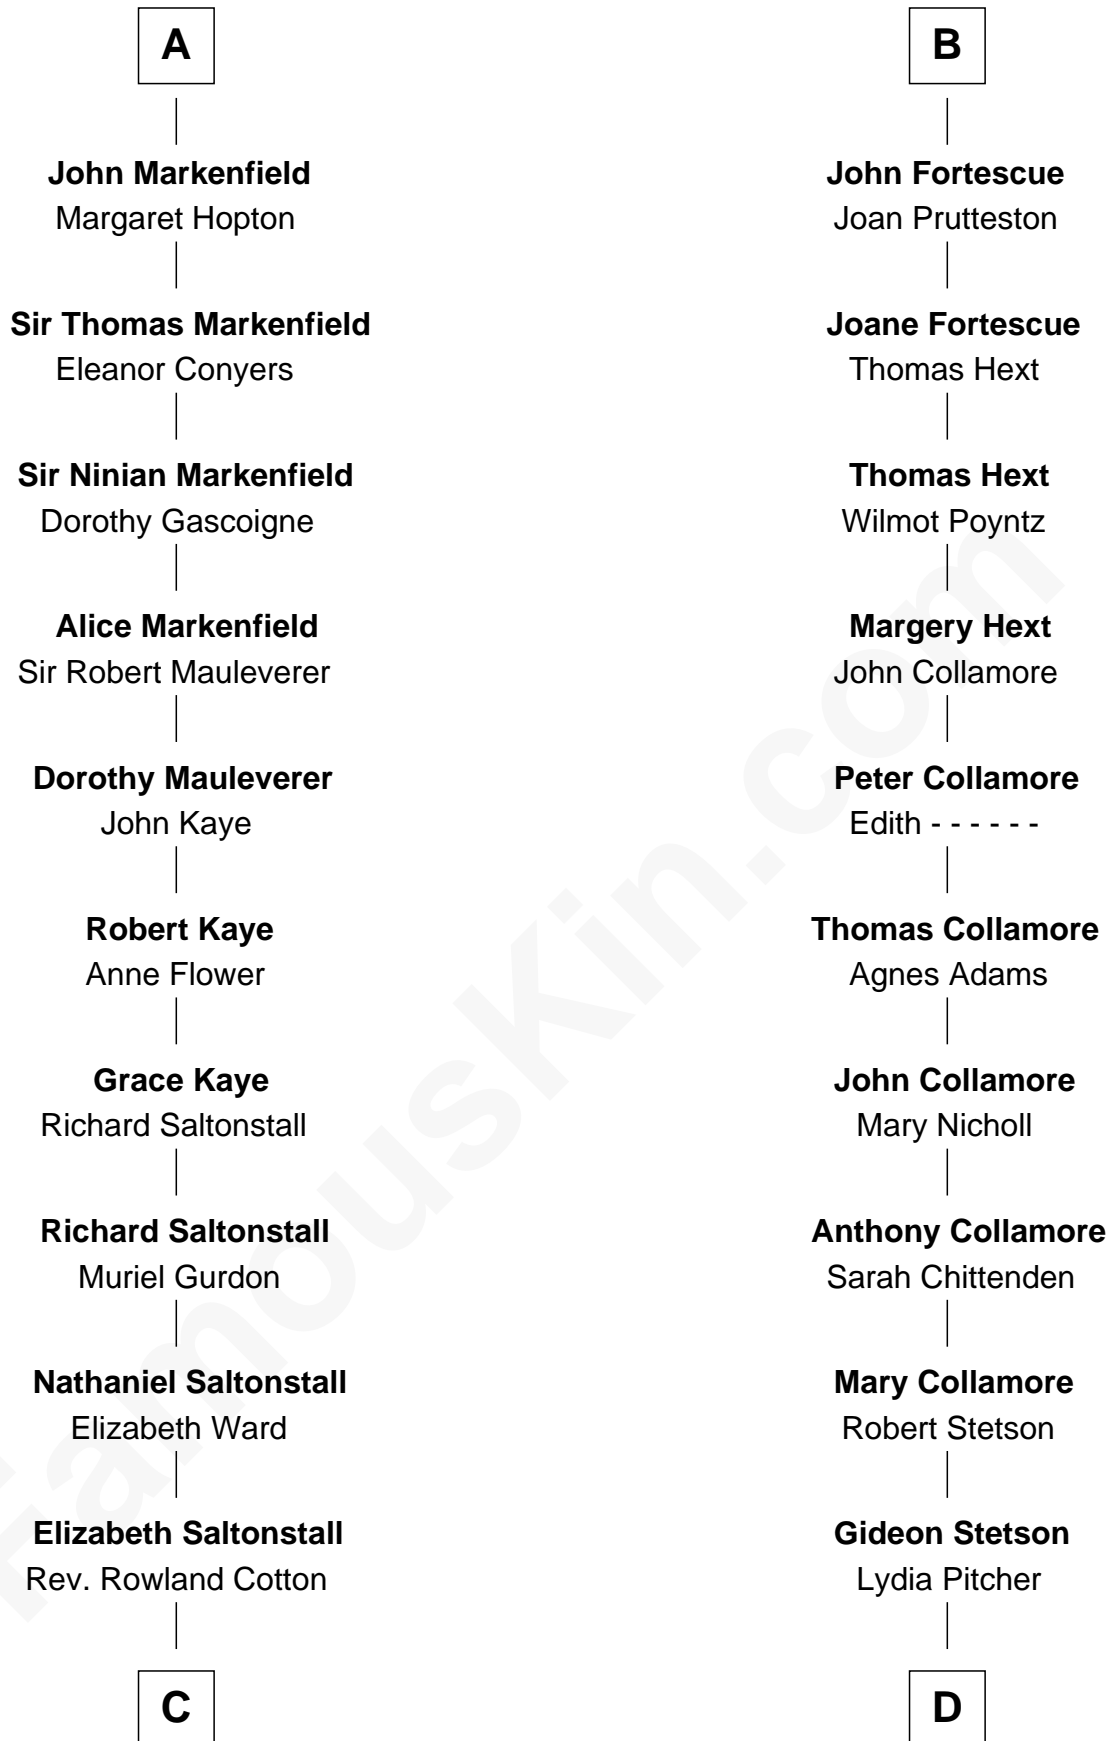 A
John Markenfield
Margaret Hopton
Sir Thomas Markenfield
Eleanor Conyers
Sir Ninian Markenfield
Dorothy Gascoigne
Alice Markenfield
Sir Robert Mauleverer
Dorothy Mauleverer
John Kaye
Robert Kaye
Anne Flower
Grace Kaye
Richard Saltonstall
Richard Saltonstall
Muriel Gurdon
Nathaniel Saltonstall
Elizabeth Ward
Elizabeth Saltonstall
Rev. Rowland Cotton
C
B
John Fortescue
Joan Prutteston
Joane Fortescue
Thomas Hext
Thomas Hext
Wilmot Poyntz
Margery Hext
John Collamore
Peter Collamore
Edith - - - - - -
Thomas Collamore
Agnes Adams
John Collamore
Mary Nicholl
Anthony Collamore
Sarah Chittenden
Mary Collamore
Robert Stetson
Gideon Stetson
Lydia Pitcher
D
FamousKin.com